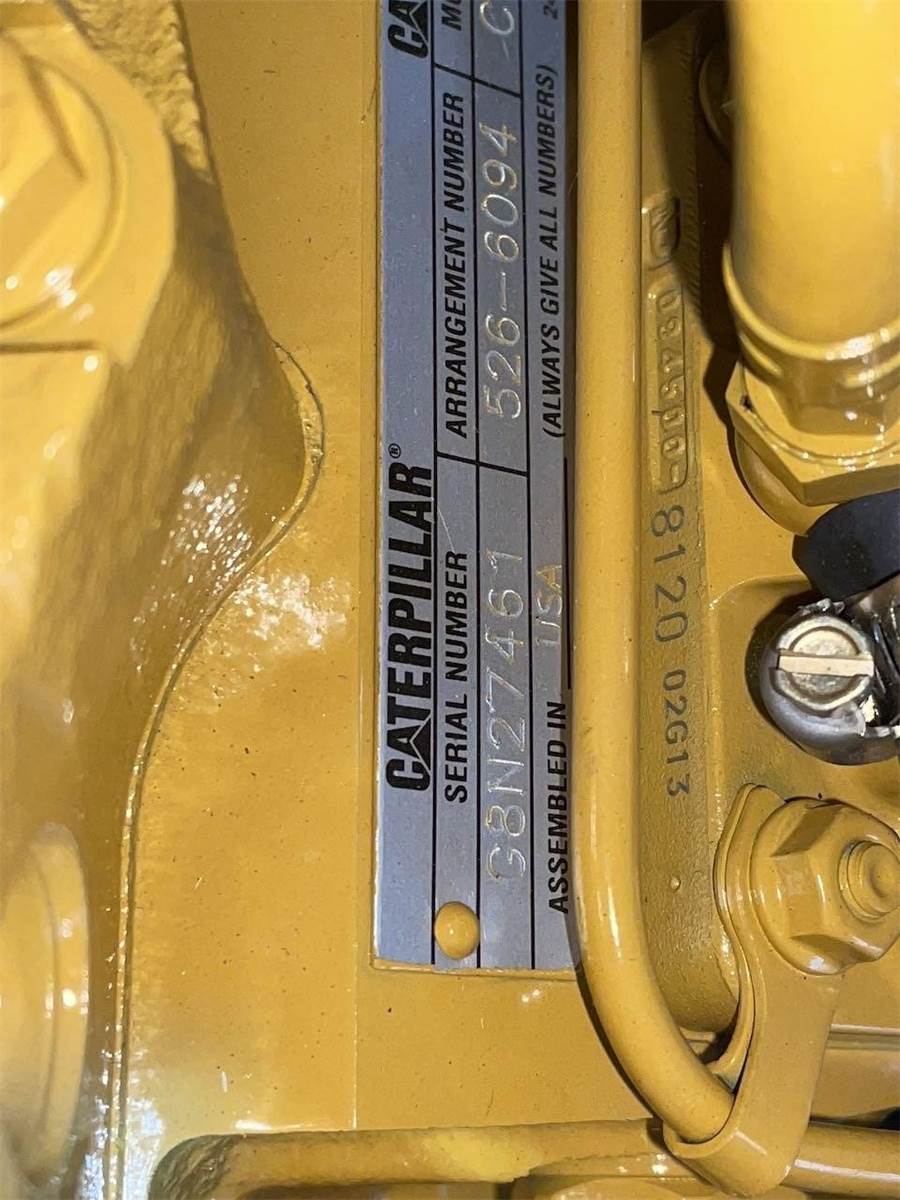 CATERPILLAR®
SERIAL NUMBER ARRANGEMENT NUMBER
G8N27461 526-6094 C
ASSEMBLED IN USA (ALWAYS GIVE ALL NUMBERS)
8120 02G13